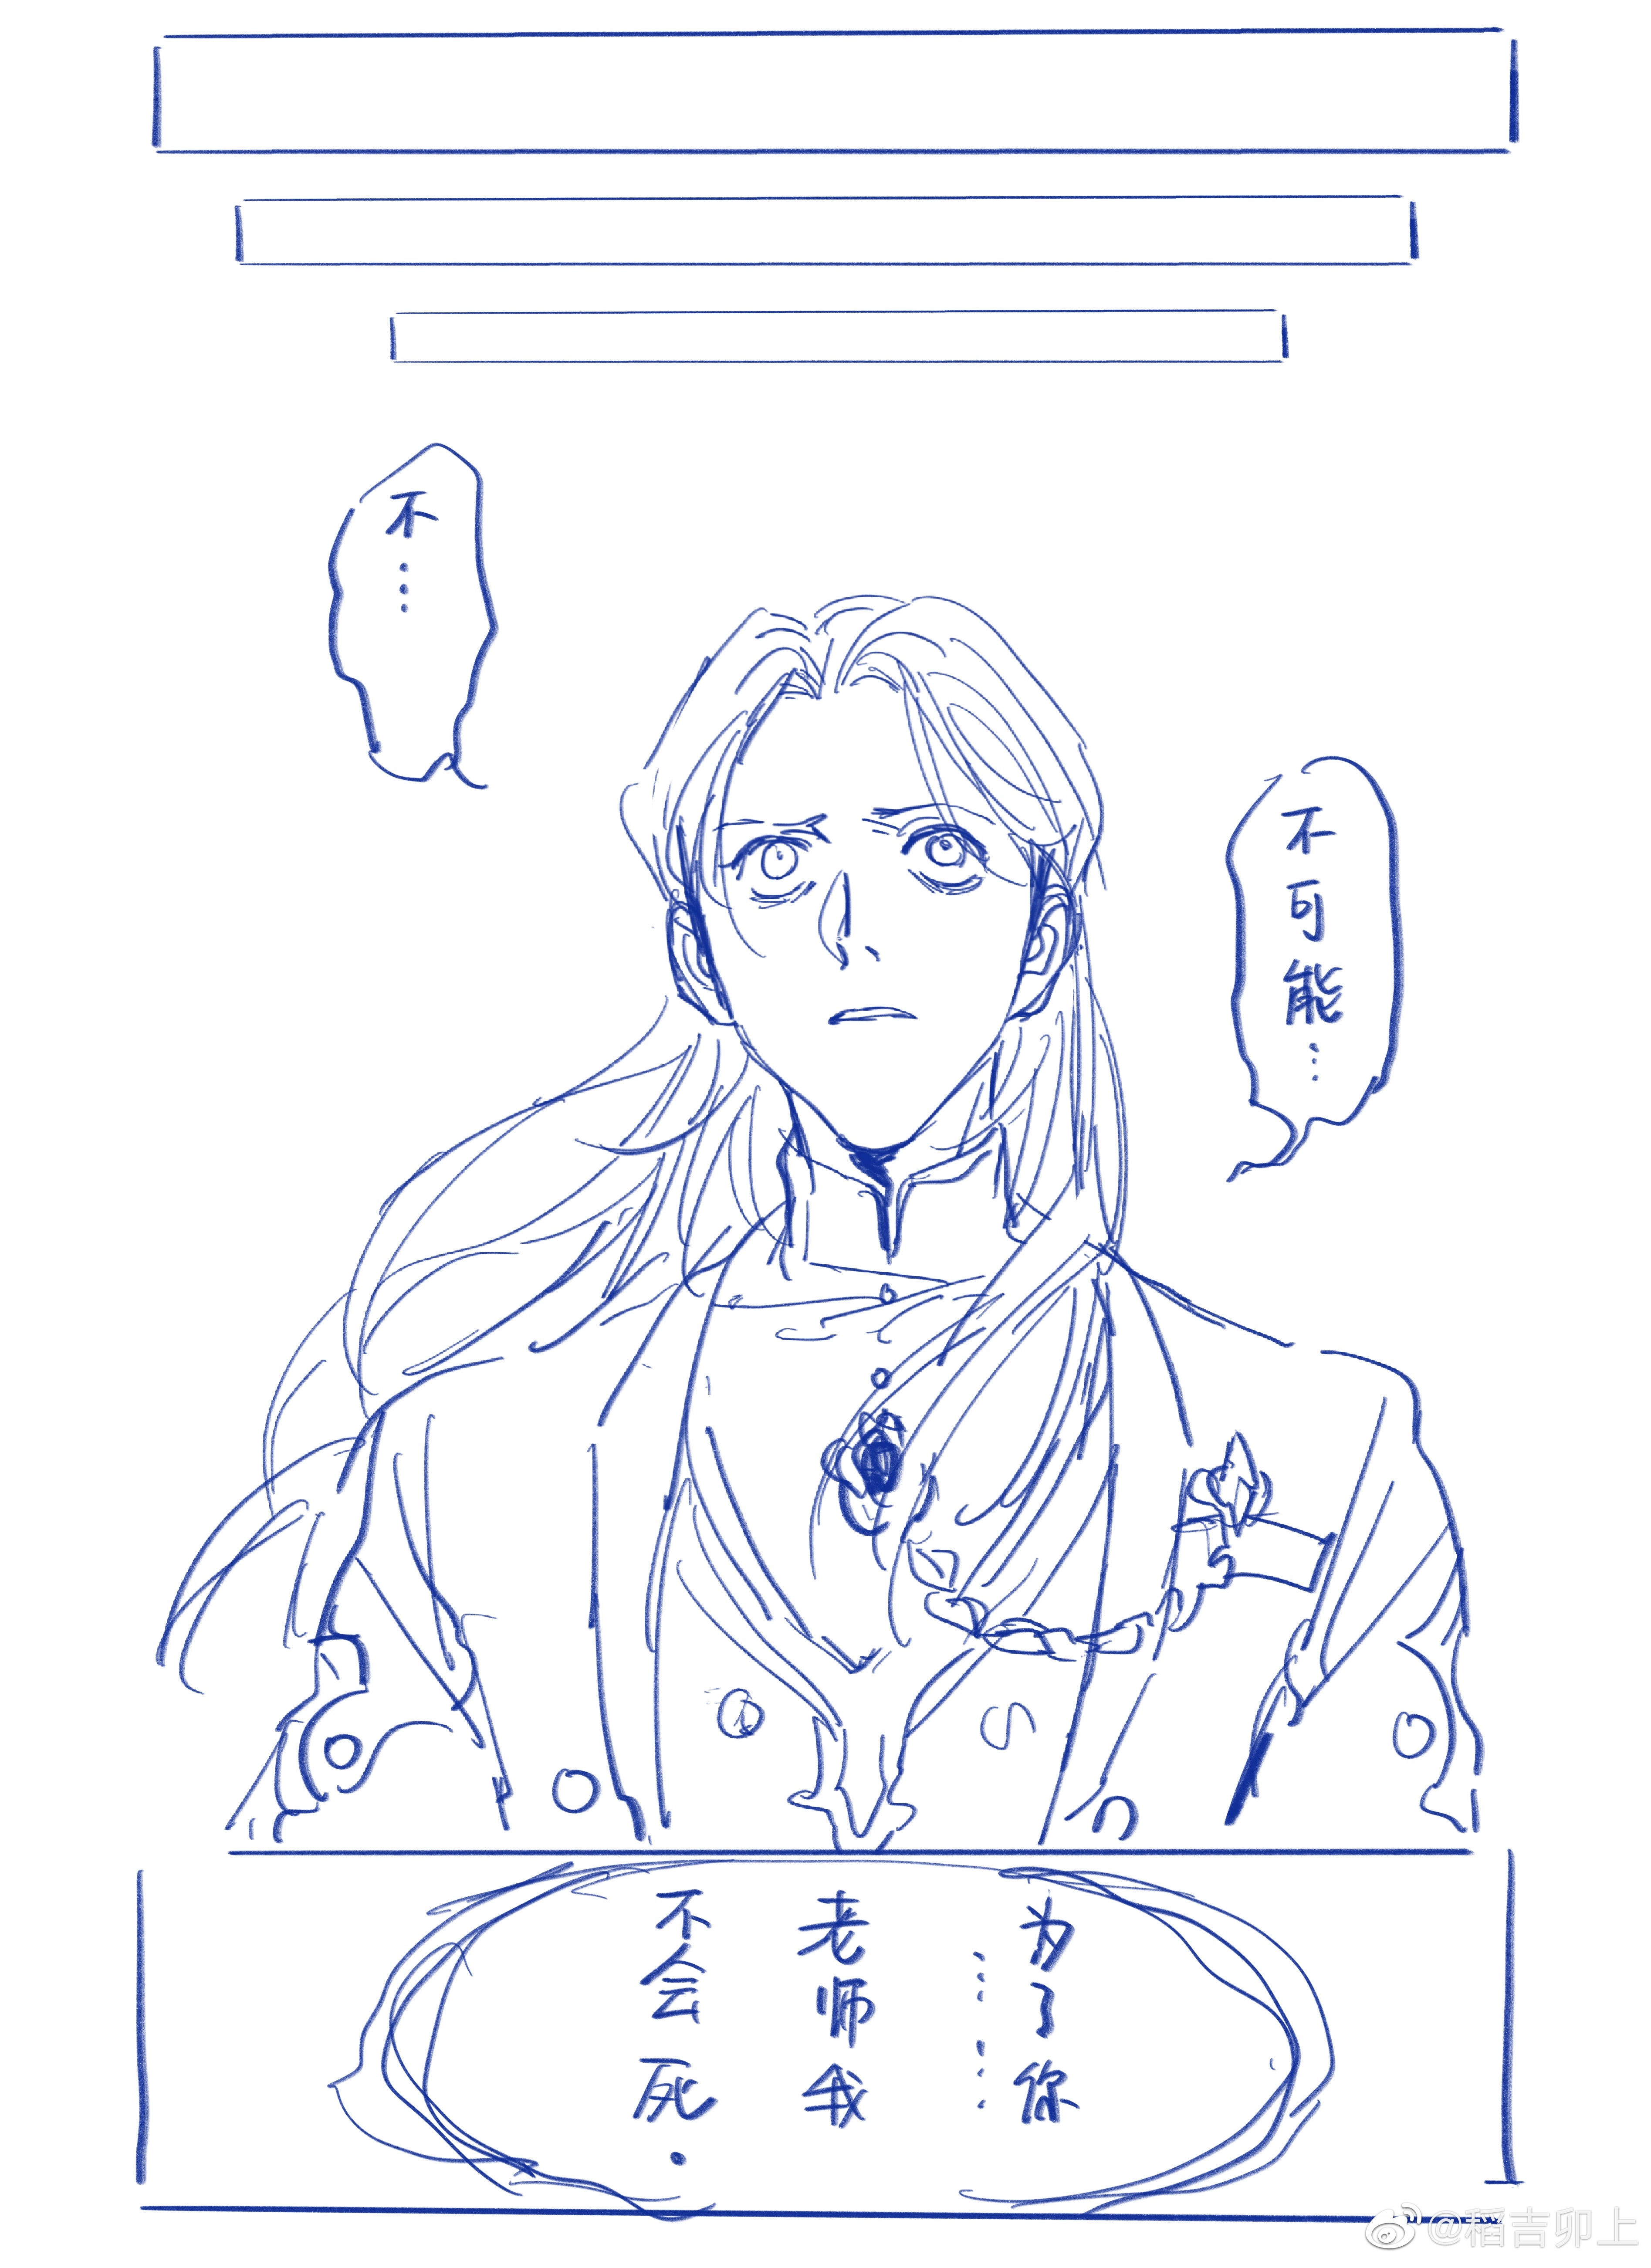 不……
不可能…
为了你
……
老师我
不会死.
@稻吉卯上